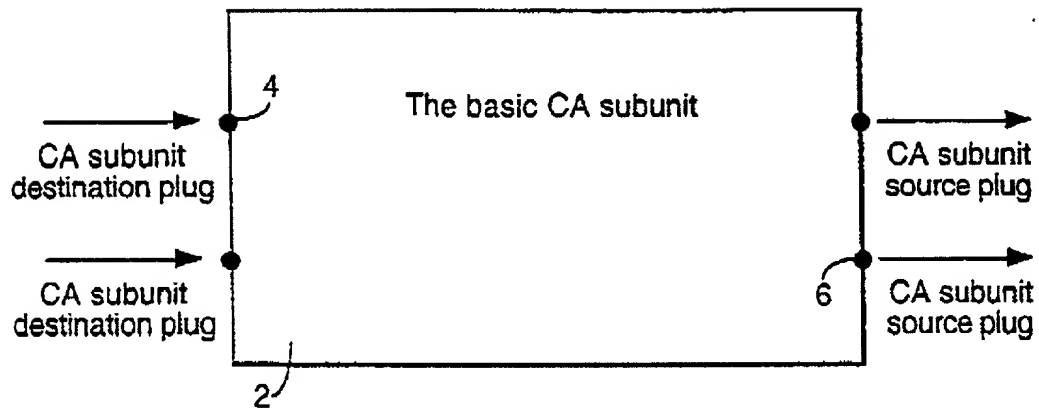 4
The basic CA subunit
CA subunit
destination plug
CA subunit
source plug
CA subunit
destination plug
6
CA subunit
source plug
2